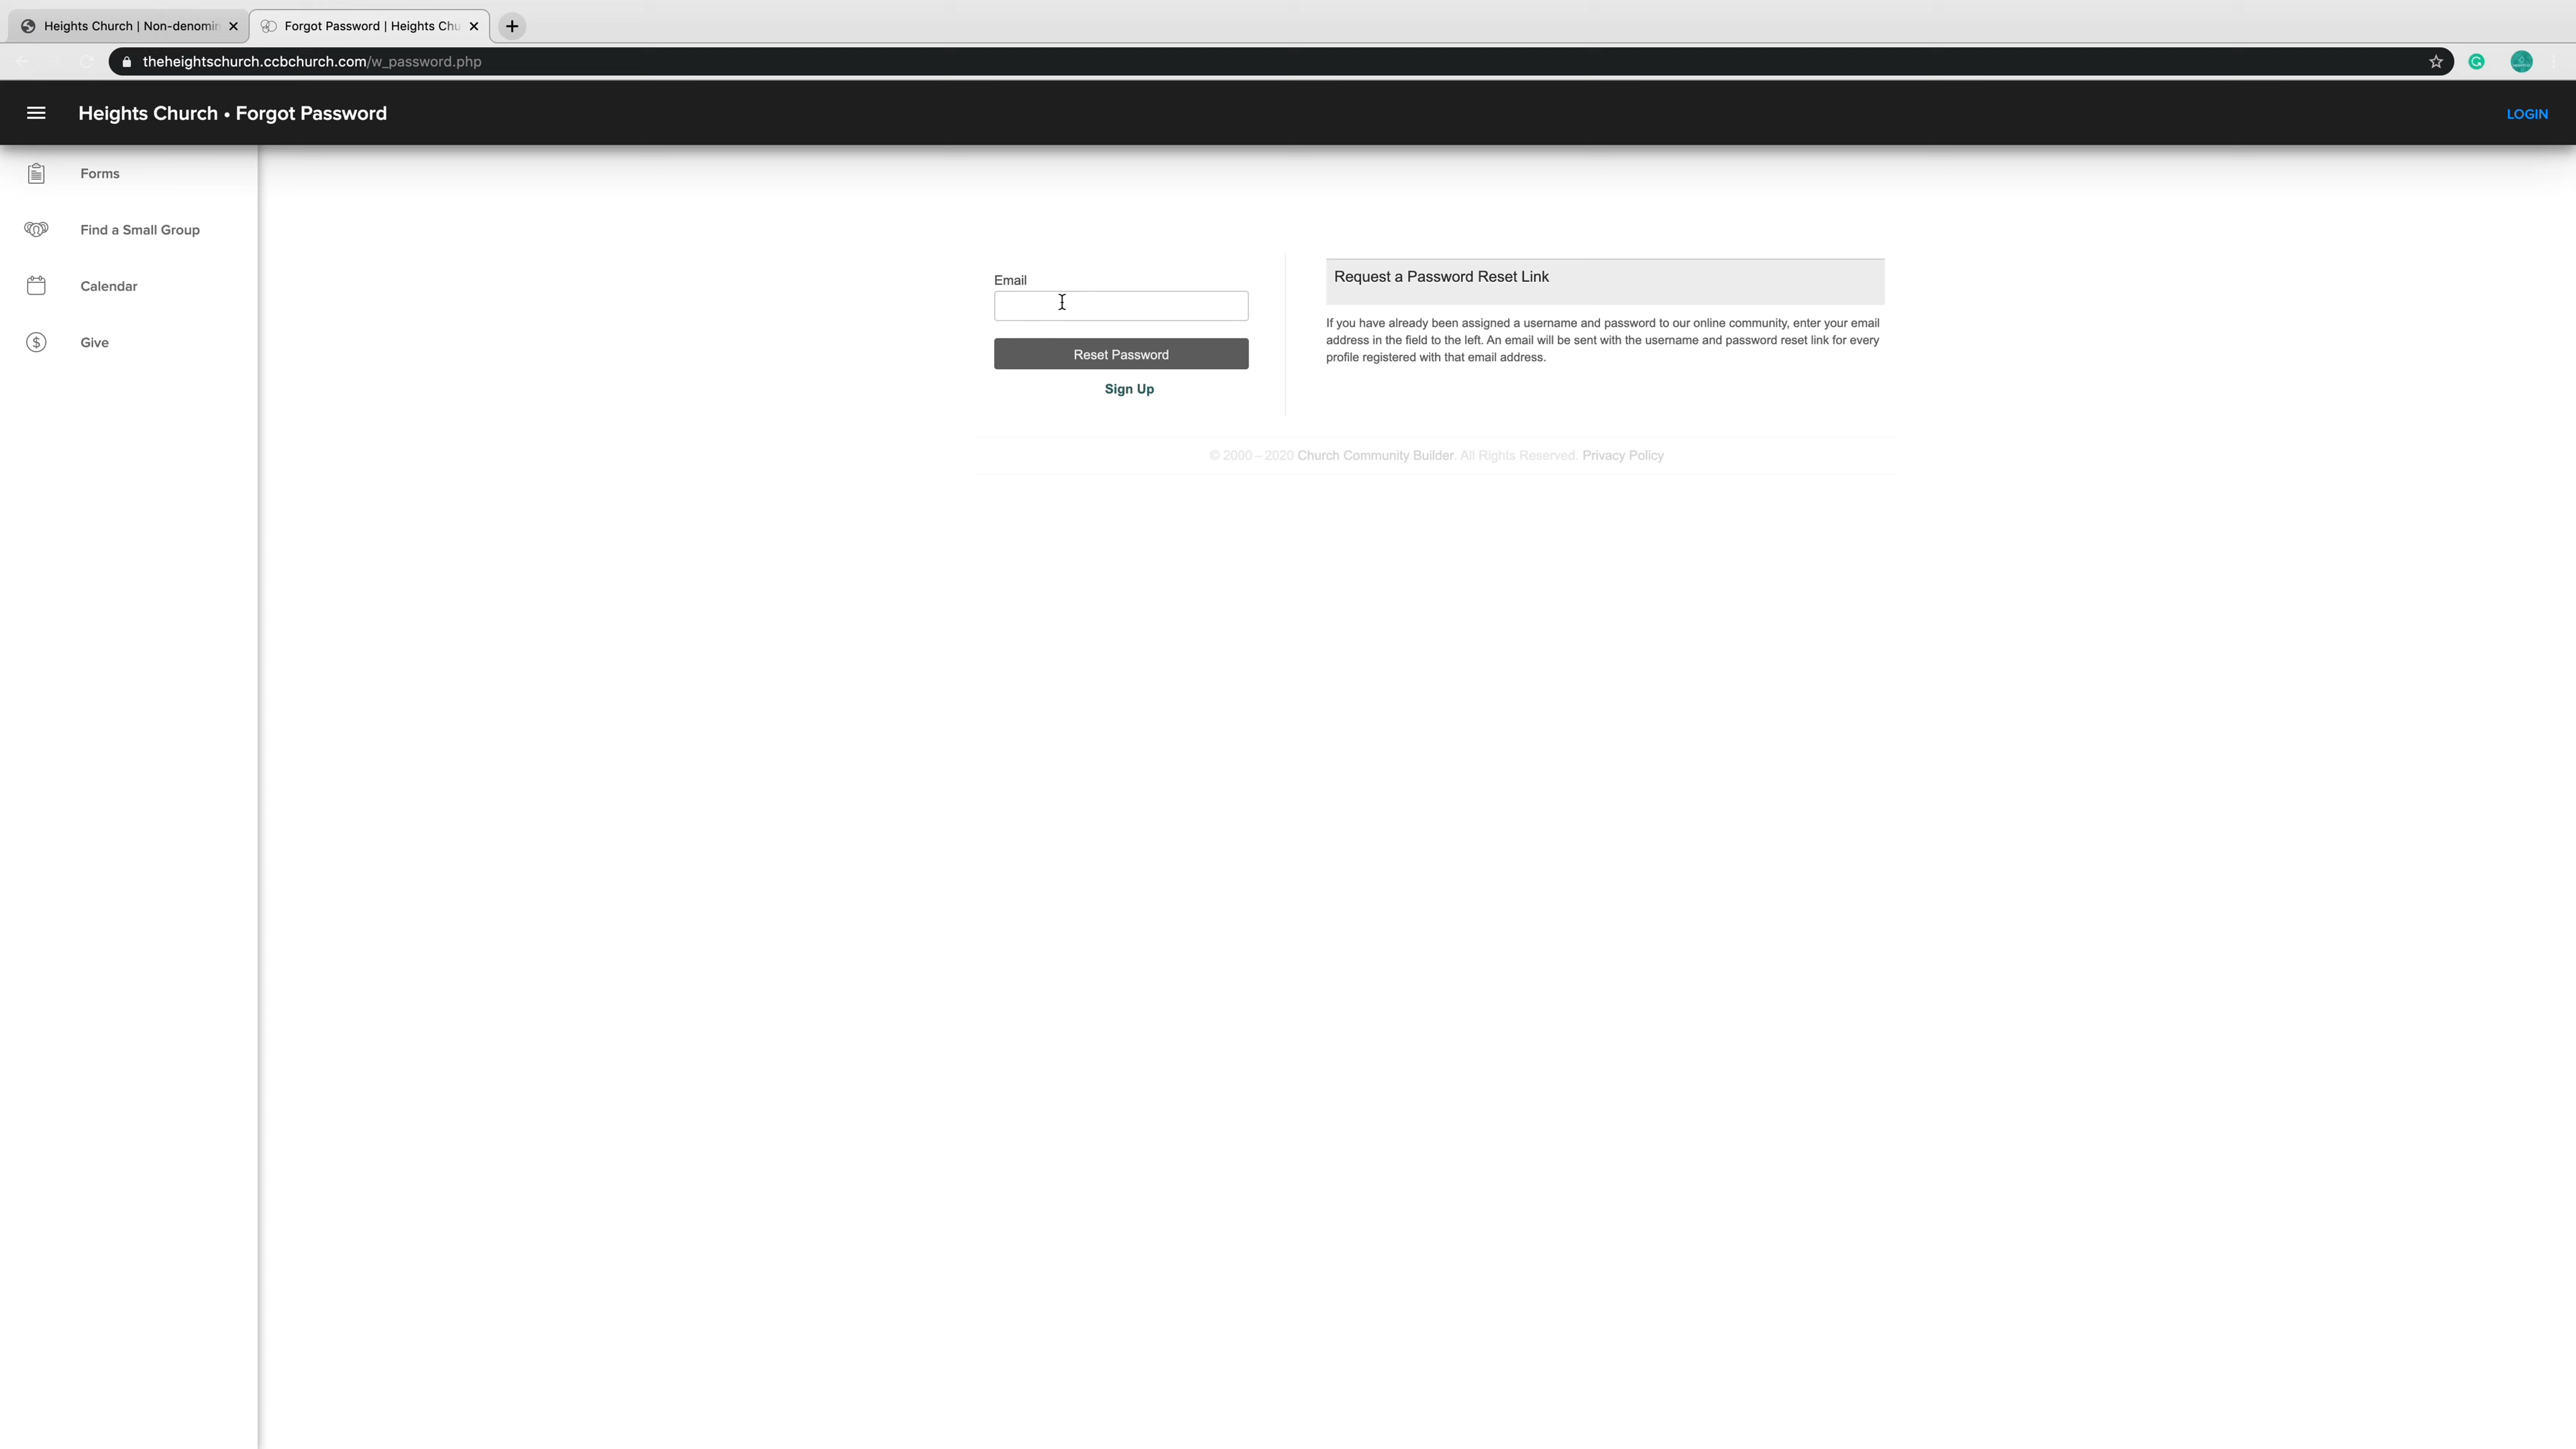 Heights Church | Non-denomin
Forgot Password | Heights Chu
theheightschurch.ccbchurch.com/w_password.php
Heights Church • Forgot Password
LOGIN
Forms
Find a Small Group
Calendar
Give
Email
Reset Password
Sign Up
Request a Password Reset Link
If you have already been assigned a username and password to our online community, enter your email
address in the field to the left. An email will be sent with the username and password reset link for every
profile registered with that email address.
© 2000 – 2020 Church Community Builder. All Rights Reserved. Privacy Policy